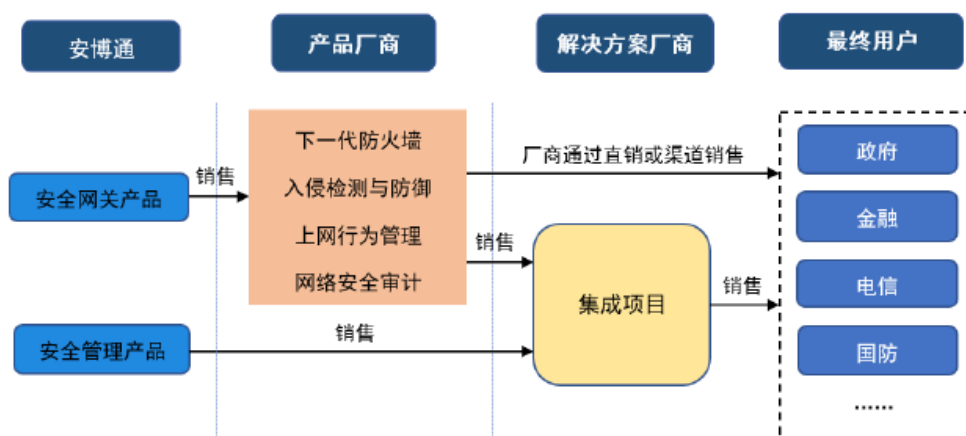 安博通
产品厂商
解决方案厂商
最终用户
下一代防火墙
入侵检测与防御
上网行为管理
网络安全审计
厂商通过直销或渠道销售
政府
销售
安全网关产品
金融
销售
集成项目
销售
电信
销售
安全管理产品
国防
……